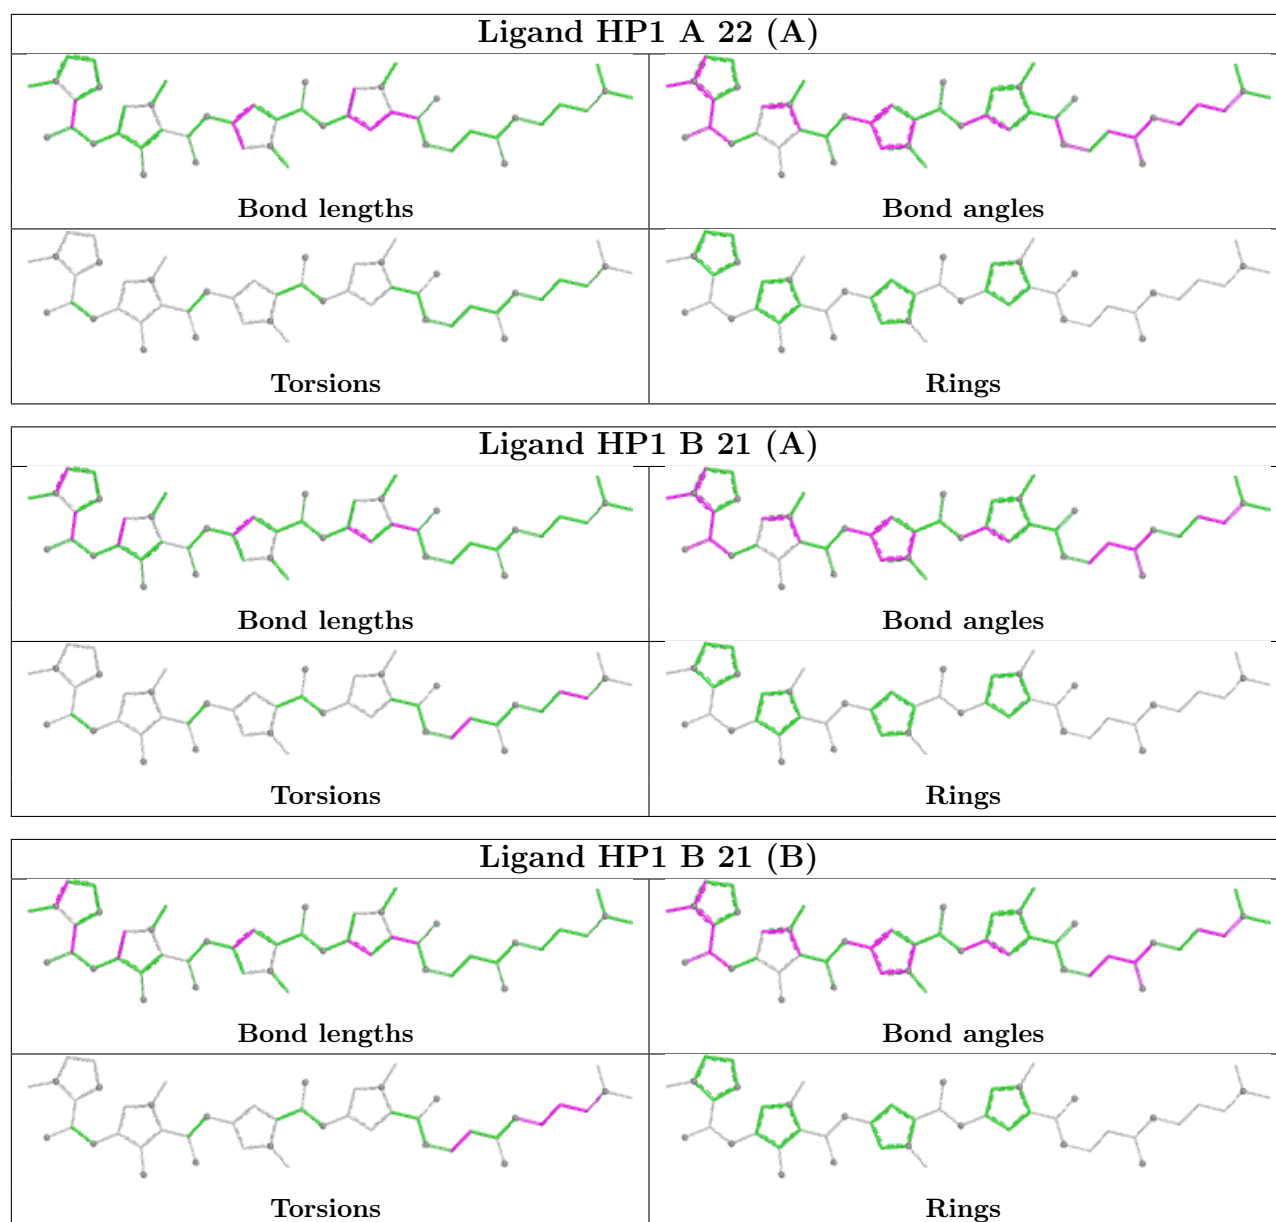 Ligand HP1 A 22 (A)
Bond lengths
Bond angles
Torsions
Rings
Ligand HP1 B 21 (A)
Bond lengths
Bond angles
Torsions
Rings
Ligand HP1 B 21 (B)
Bond lengths
Bond angles
Torsions
Rings